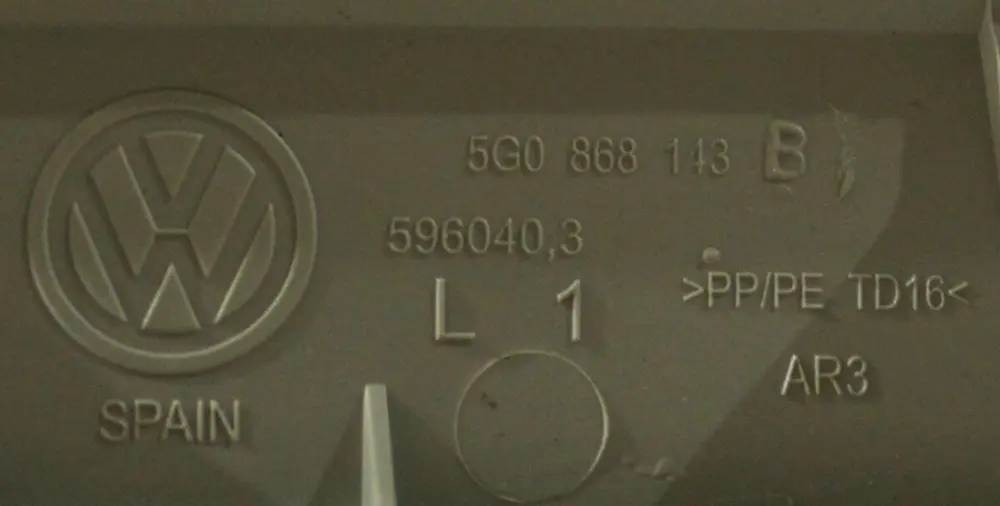 5G0 868 143 B
596040,3
L 1
>PP/PE TD16<
AR3
SPAIN